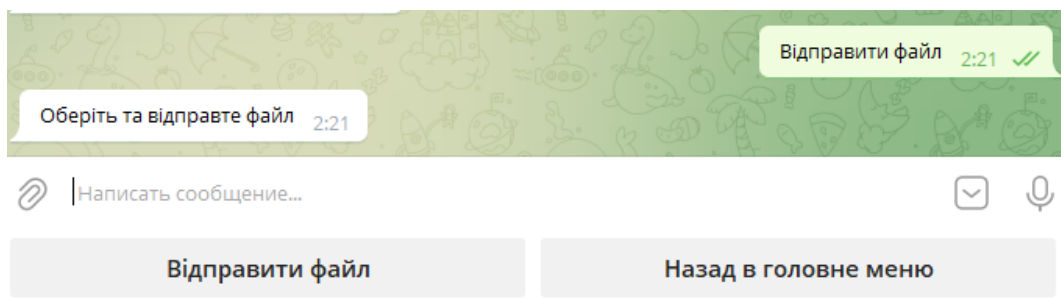 Відправити файл 2:21
Оберіть та відправте файл 2:21
Написать сообщение...
Відправити файл
Назад в головне меню